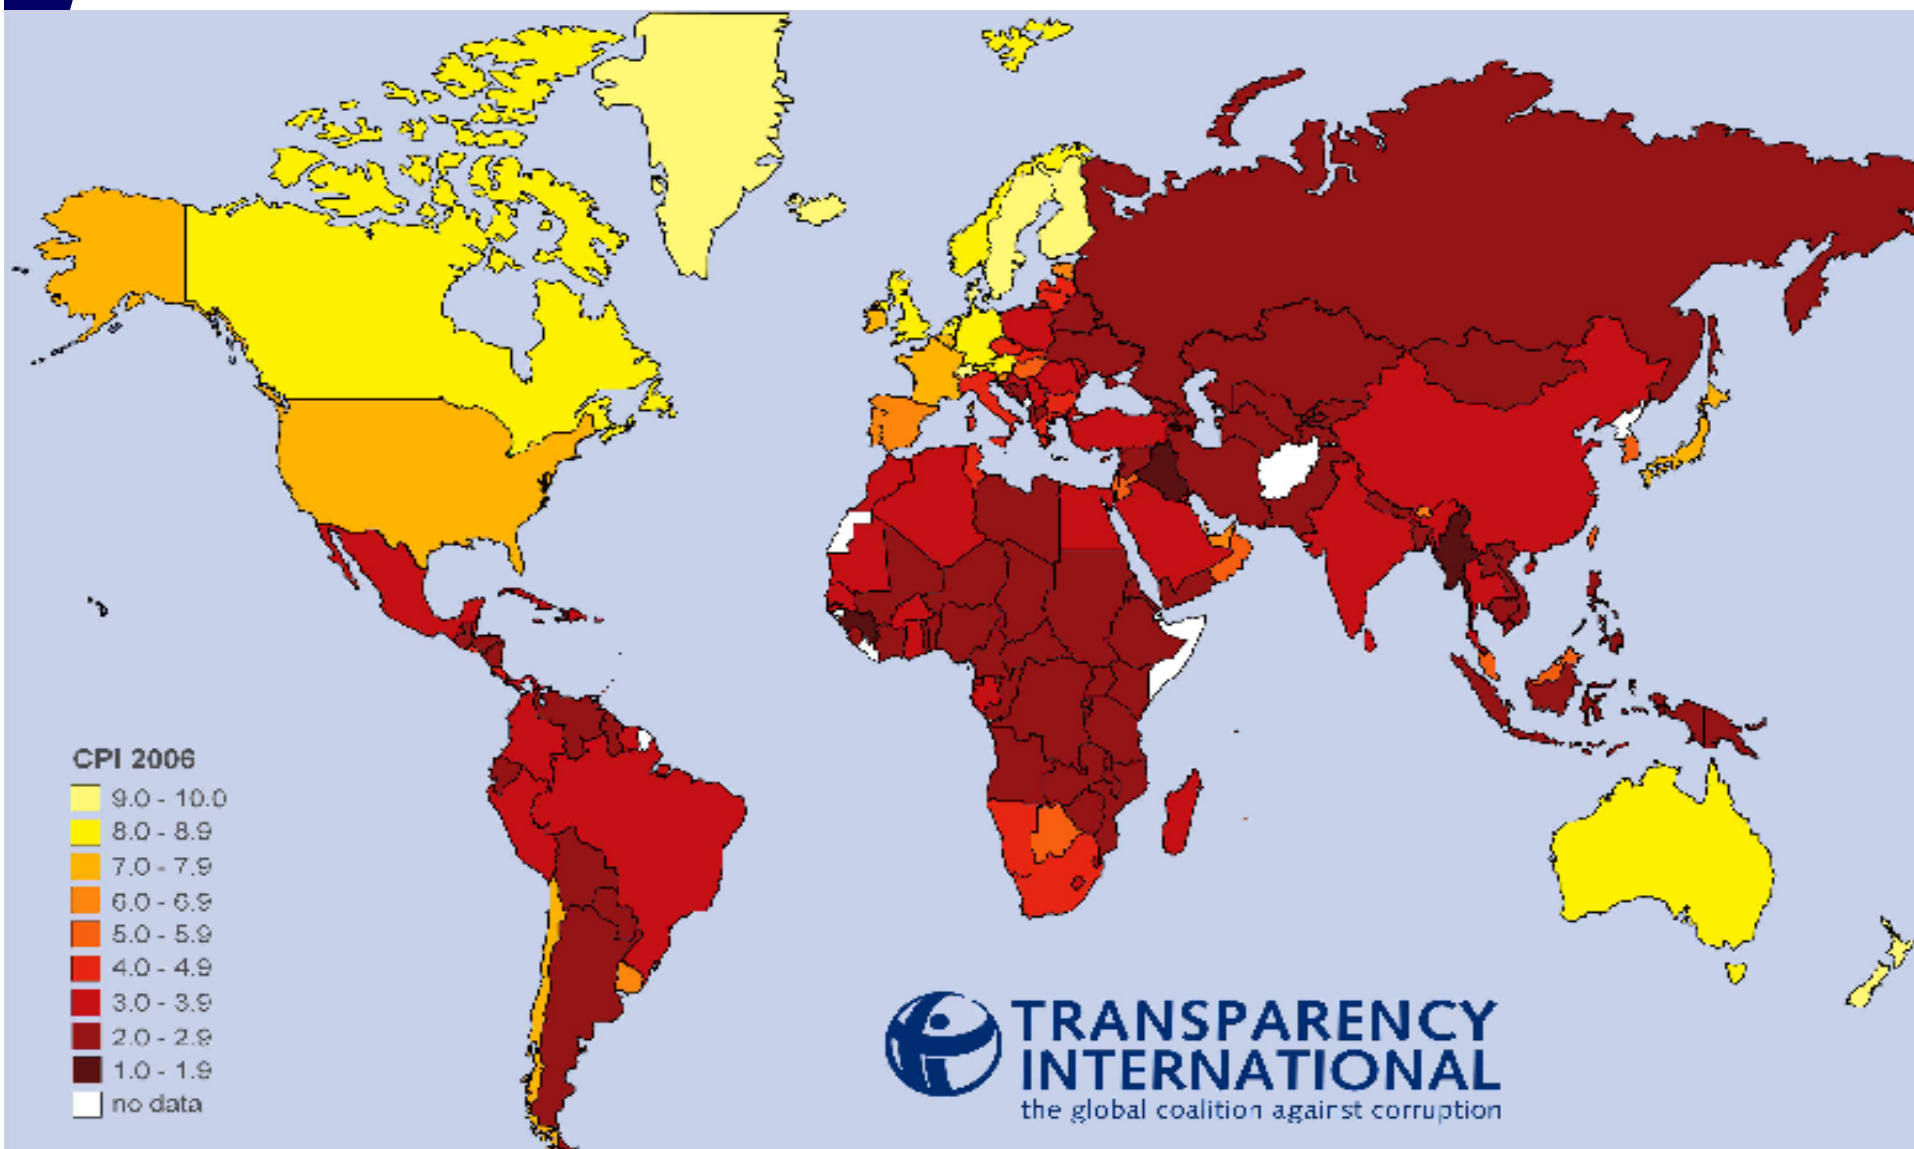 CPI 2006
9.0 - 10.0
8.0 - 8.9
7.0 - 7.9
6.0 - 6.9
5.0 - 5.9
4.0 - 4.9
3.0 - 3.9
2.0 - 2.9
1.0 - 1.9
no data
TRANSPARENCY
INTERNATIONAL
the global coalition against corruption